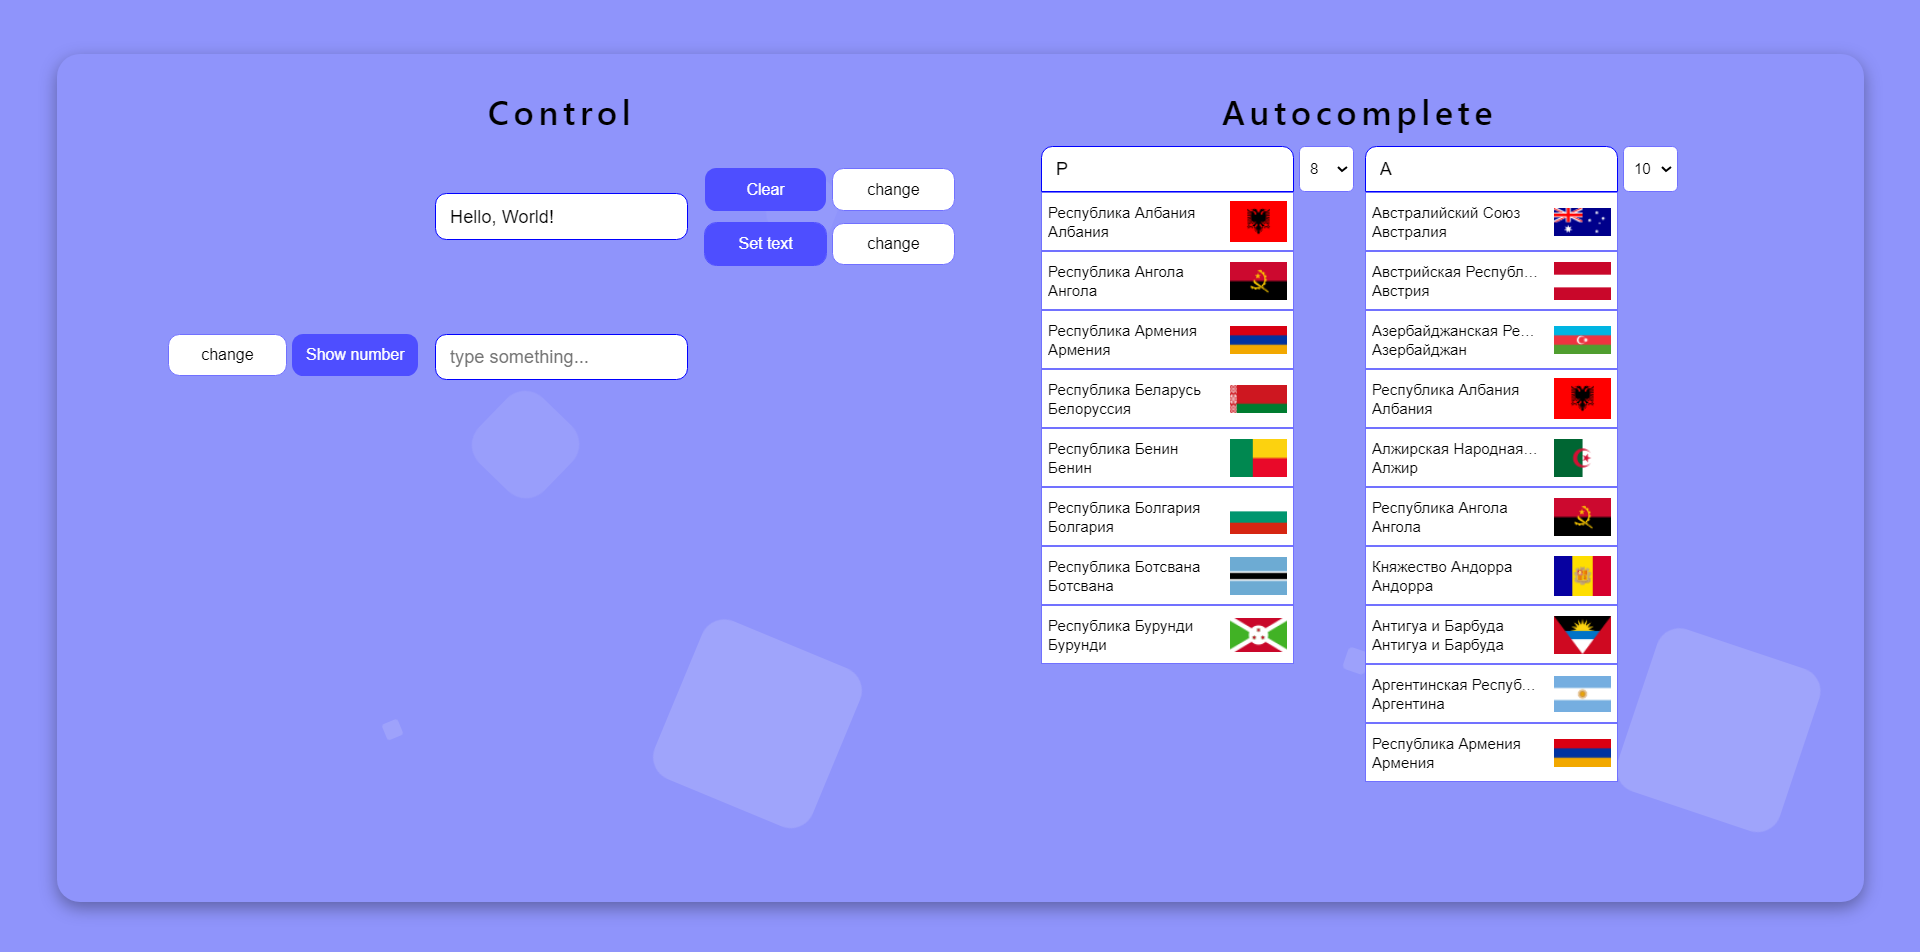 Control
Hello, World!
Clear
change
Set text
change
change
Show number
type something...
Autocomplete
Р
8
Республика Албания
Албания
Республика Ангола
Ангола
Республика Армения
Армения
Республика Беларусь
Белоруссия
Республика Бенин
Бенин
Республика Болгария
Болгария
Республика Ботсвана
Ботсвана
Республика Бурунди
Бурунди
А
10
Австралийский Союз
Австралия
Австрийская Республ...
Австрия
Азербайджанская Ре...
Азербайджан
Республика Албания
Албания
Алжирская Народная...
Алжир
Республика Ангола
Ангола
Княжество Андорра
Андорра
Антигуа и Барбуда
Антигуа и Барбуда
Аргентинская Респуб...
Аргентина
Республика Армения
Армения